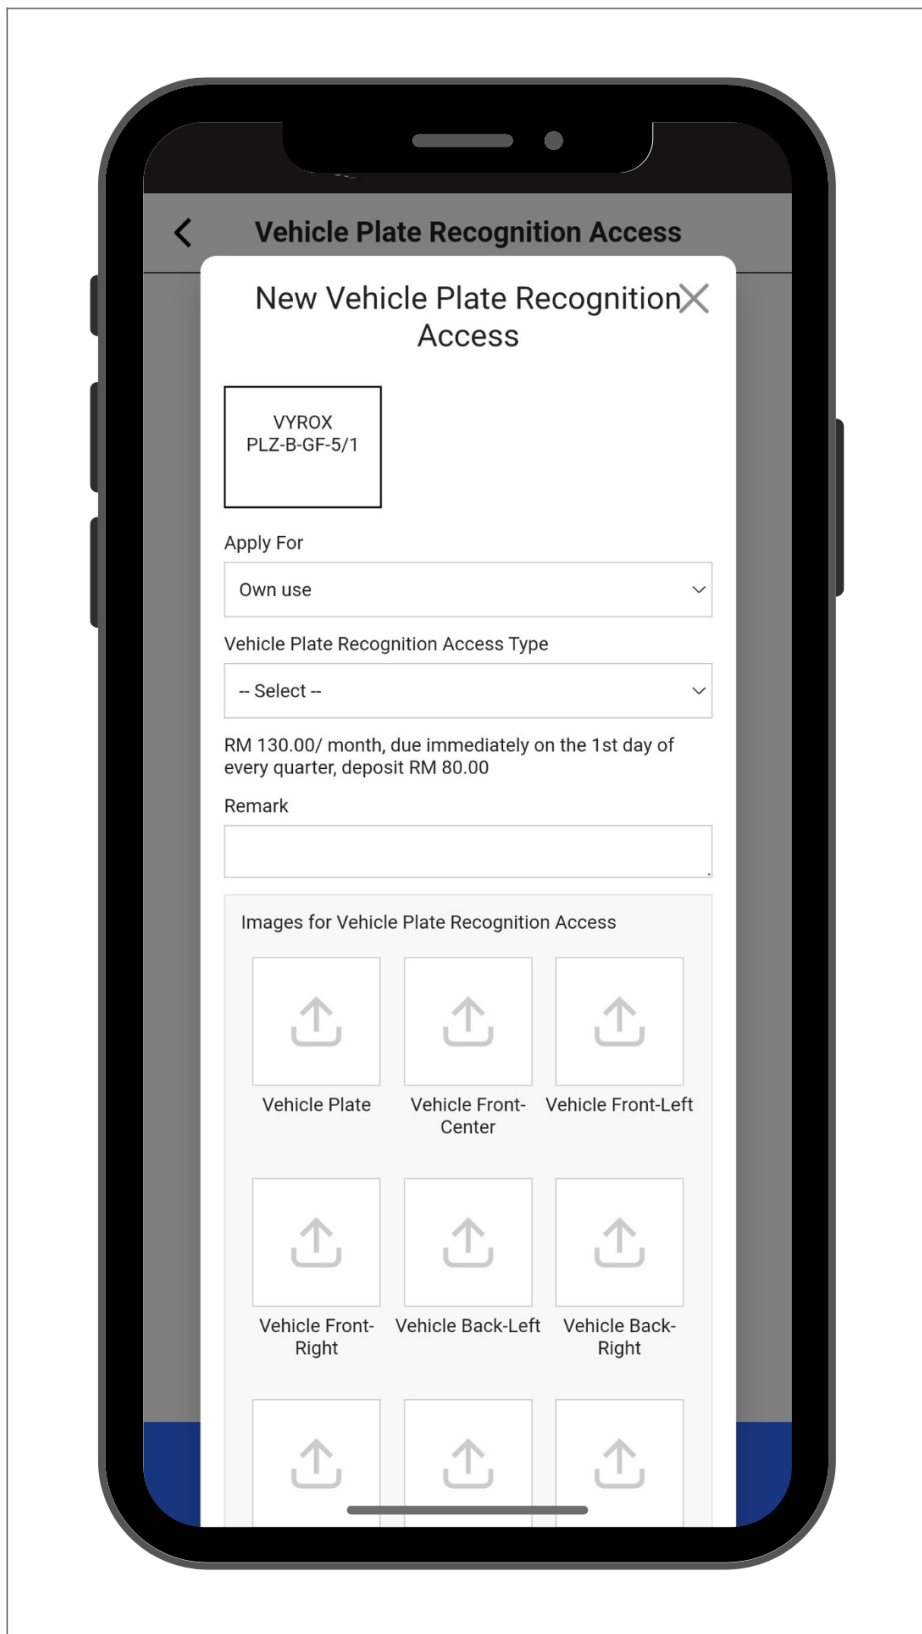 Vehicle Plate Recognition Access
New Vehicle Plate Recognition
Access
VYROX
PLZ-B-GF-5/1
Apply For
Own use
Vehicle Plate Recognition Access Type
-- Select --
RM 130.00/ month, due immediately on the 1st day of
every quarter, deposit RM 80.00
Remark
Images for Vehicle Plate Recognition Access
Vehicle Plate
Vehicle Front-
Center
Vehicle Front-Left
Vehicle Front-
Right
Vehicle Back-Left
Vehicle Back-
Right